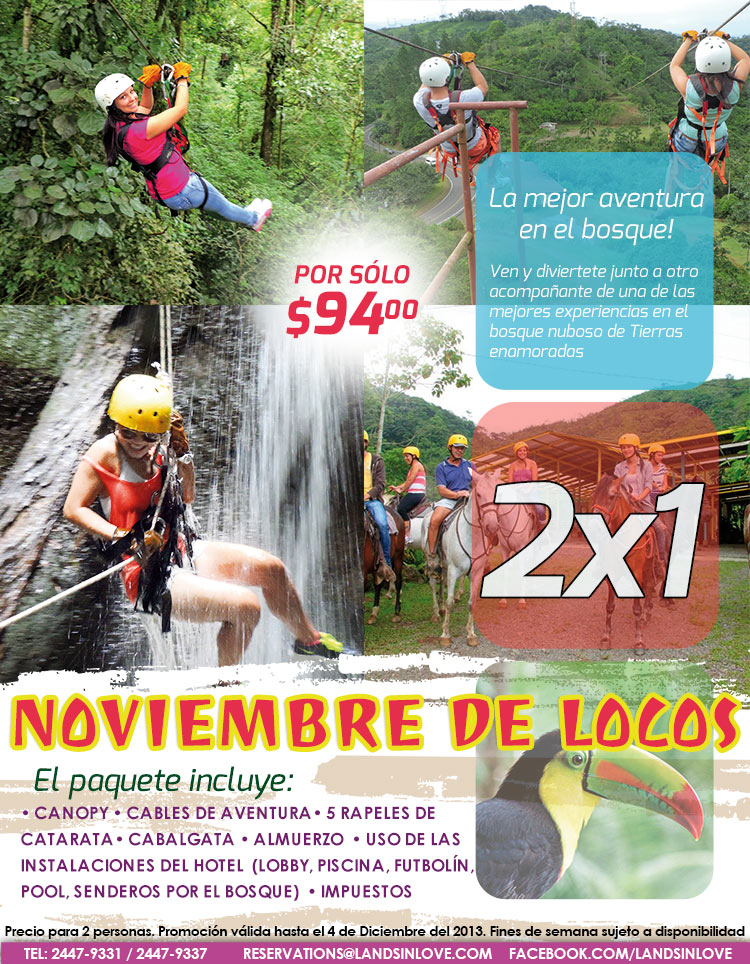 La mejor aventura
en el bosque!
Ven y diviertete junto a otro
acompañante de una de las
mejores experiencias en el
bosque nuboso de Tierras
enamoradas
POR SÓLO
$94⁰⁰
2x1
NOVIEMBRE DE LOCOS
El paquete incluye:
• CANOPY • CABLES DE AVENTURA • 5 RAPELES DE
CATARATA • CABALGATA • ALMUERZO • USO DE LAS
INSTALACIONES DEL HOTEL (LOBBY, PISCINA, FUTBOLÍN,
POOL, SENDEROS POR EL BOSQUE) • IMPUESTOS
Precio para 2 personas. Promoción válida hasta el 4 de Diciembre del 2013. Fines de semana sujeto a disponibilidad
TEL: 2447-9331 / 2447-9337 RESERVATIONS@LANDSINLOVE.COM FACEBOOK.COM/LANDSINLOVE